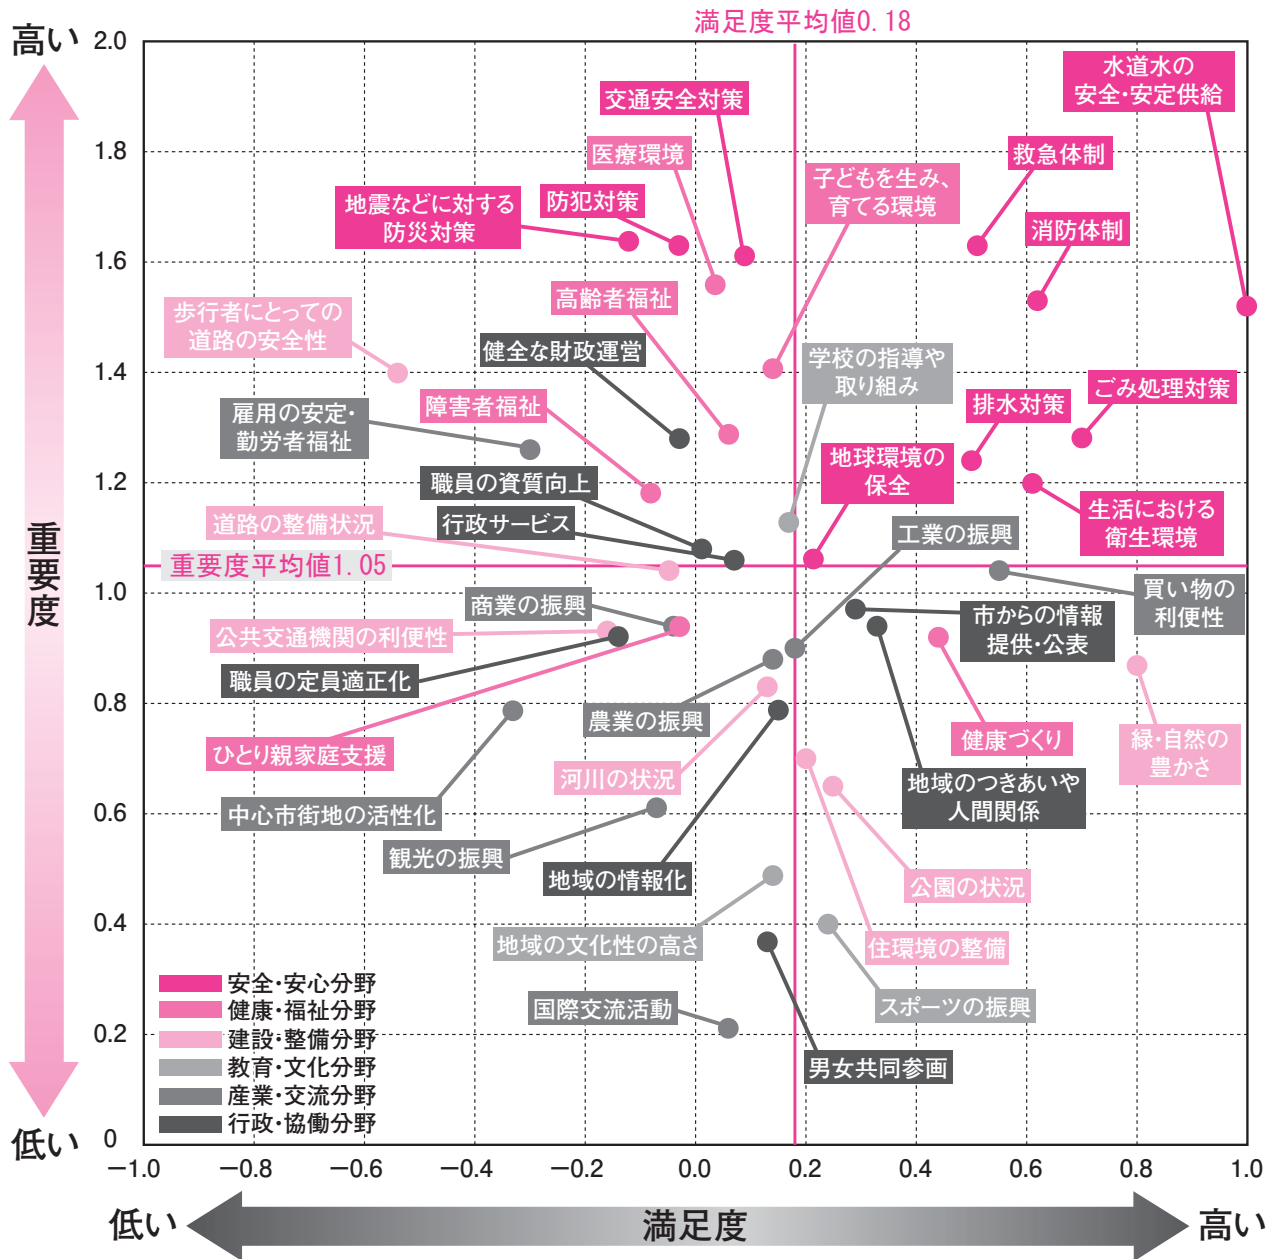 満足度平均値0.18
高い
2.0
1.8
1.6
1.4
1.2
1.0
0.8
0.6
0.4
0.2
0
低い
重要度
重要度平均値1.05
水道水の
安全・安定供給
交通安全対策
医療環境
救急体制
子どもを生み、
育てる環境
地震などに対する
防災対策
防犯対策
消防体制
高齢者福祉
歩行者にとっての
道路の安全性
健全な財政運営
学校の指導や
取り組み
障害者福祉
雇用の安定・
勤労者福祉
排水対策
ごみ処理対策
地球環境の
保全
職員の資質向上
道路の整備状況
行政サービス
生活における
衛生環境
工業の振興
商業の振興
買い物の
利便性
公共交通機関の利便性
市からの情報
提供・公表
職員の定員適正化
農業の振興
ひとり親家庭支援
健康づくり
緑・自然の
豊かさ
河川の状況
地域のつきあいや
人間関係
中心市街地の活性化
観光の振興
地域の情報化
公園の状況
地域の文化性の高さ
住環境の整備
国際交流活動
スポーツの振興
男女共同参画
安全・安心分野
健康・福祉分野
建設・整備分野
教育・文化分野
産業・交流分野
行政・協働分野
−1.0 −0.8 −0.6 −0.4 −0.2 0.0 0.2 0.4 0.6 0.8 1.0
低い 満足度 高い